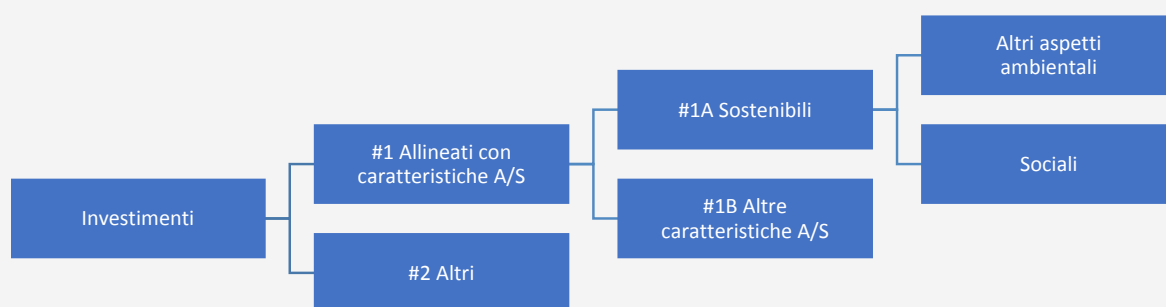 Investimenti
#1 Allineati con
caratteristiche A/S
#2 Altri
#1A Sostenibili
#1B Altre
caratteristiche A/S
Altri aspetti
ambientali
Sociali